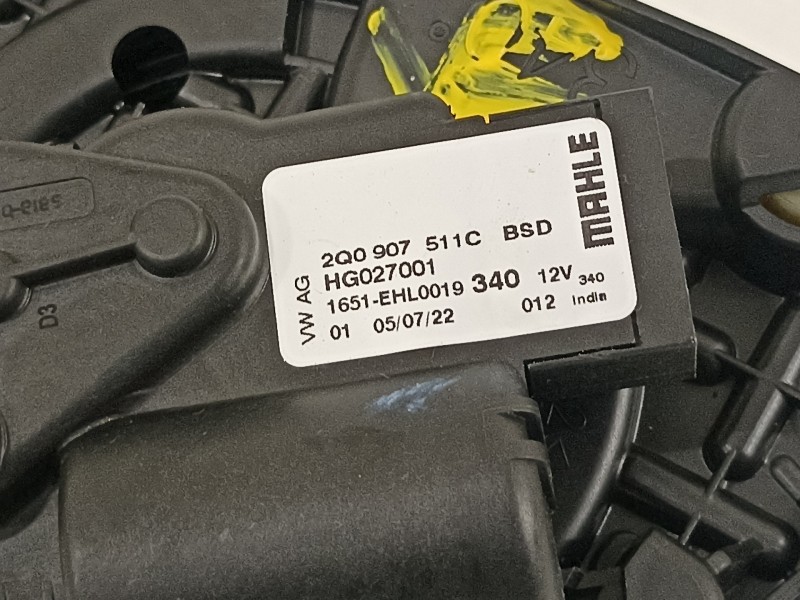 MAHLE
VW AG
2Q0 907 511C BSD
HG027001
1651-EHL0019 340 12V 340
01 05/07/22 012 India
D3